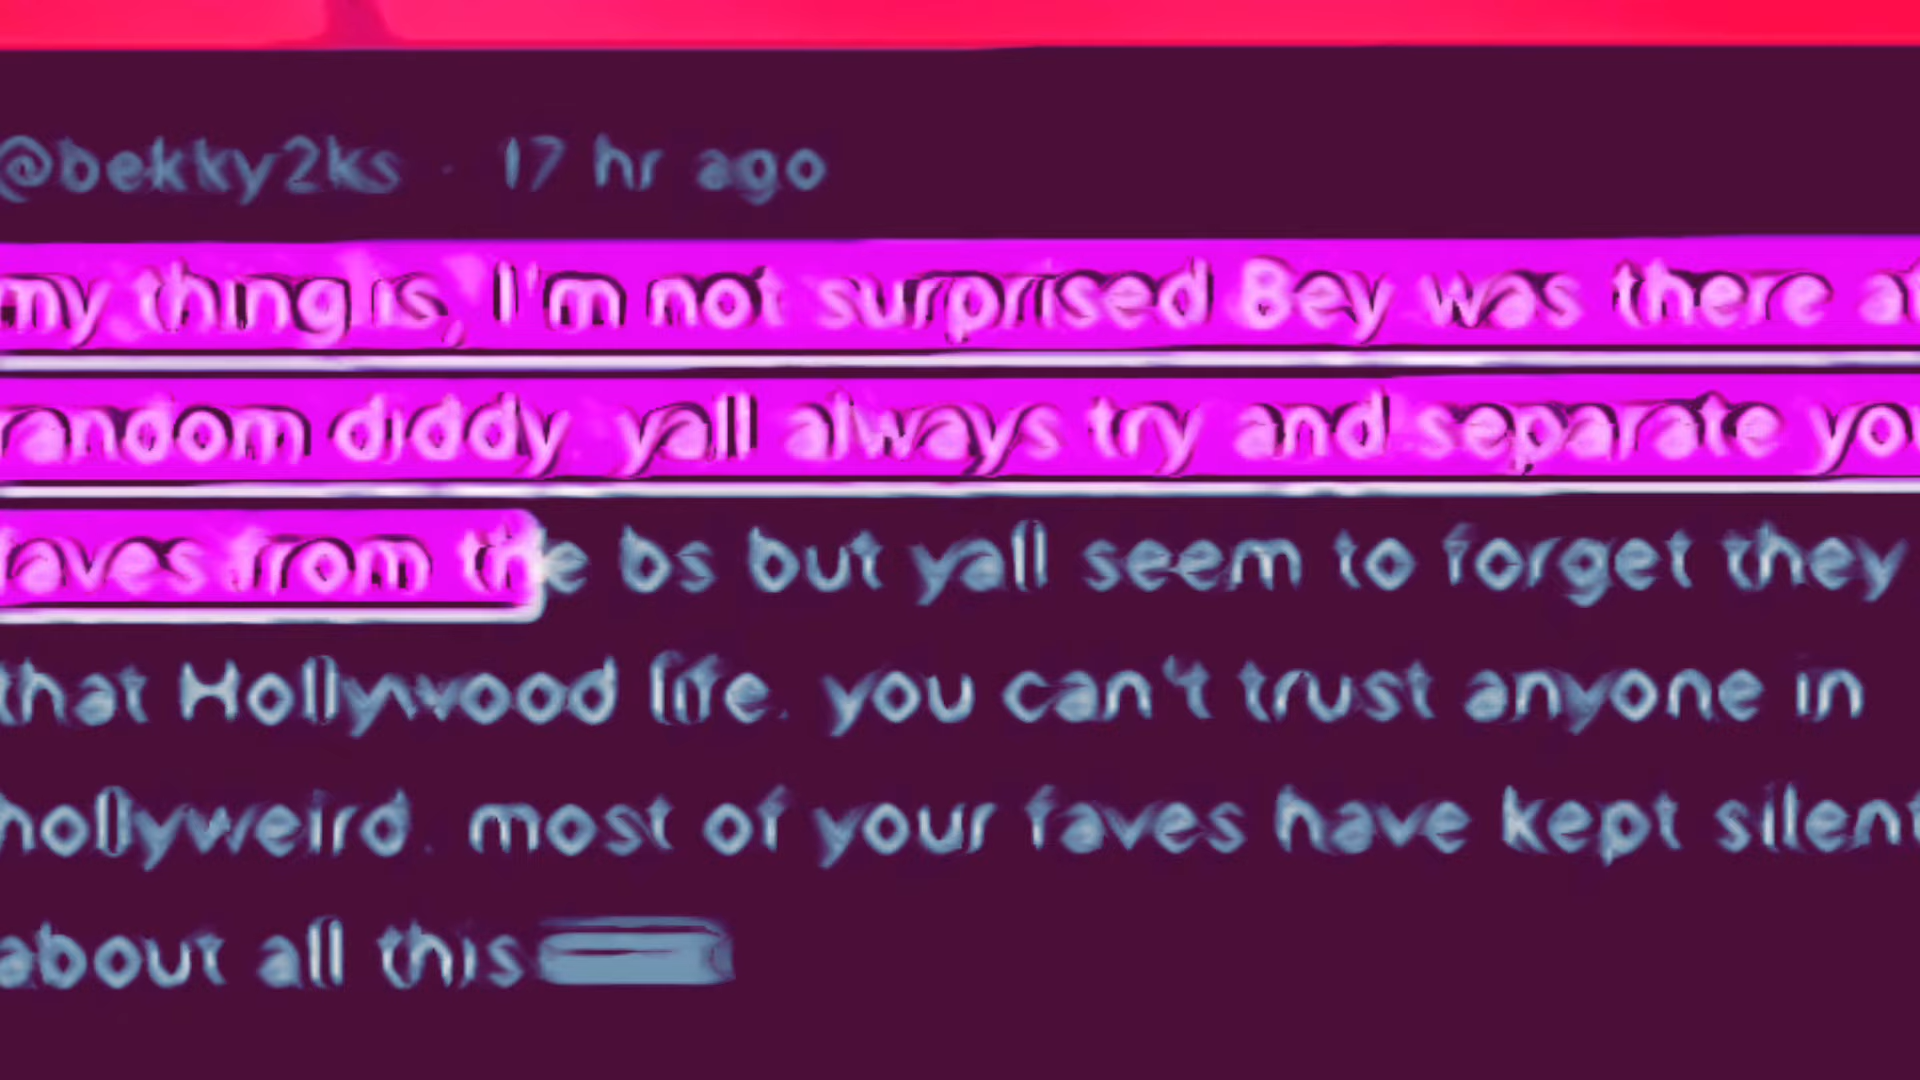 @bekky2ks · 17 hr ago
my thing is, I'm not surprised Bey was there at
random diddy. yall always try and separate you
faves from the bs but yall seem to forget they
that Hollywood life. you can't trust anyone in
hollyweird. most of your faves have kept silent
about all this